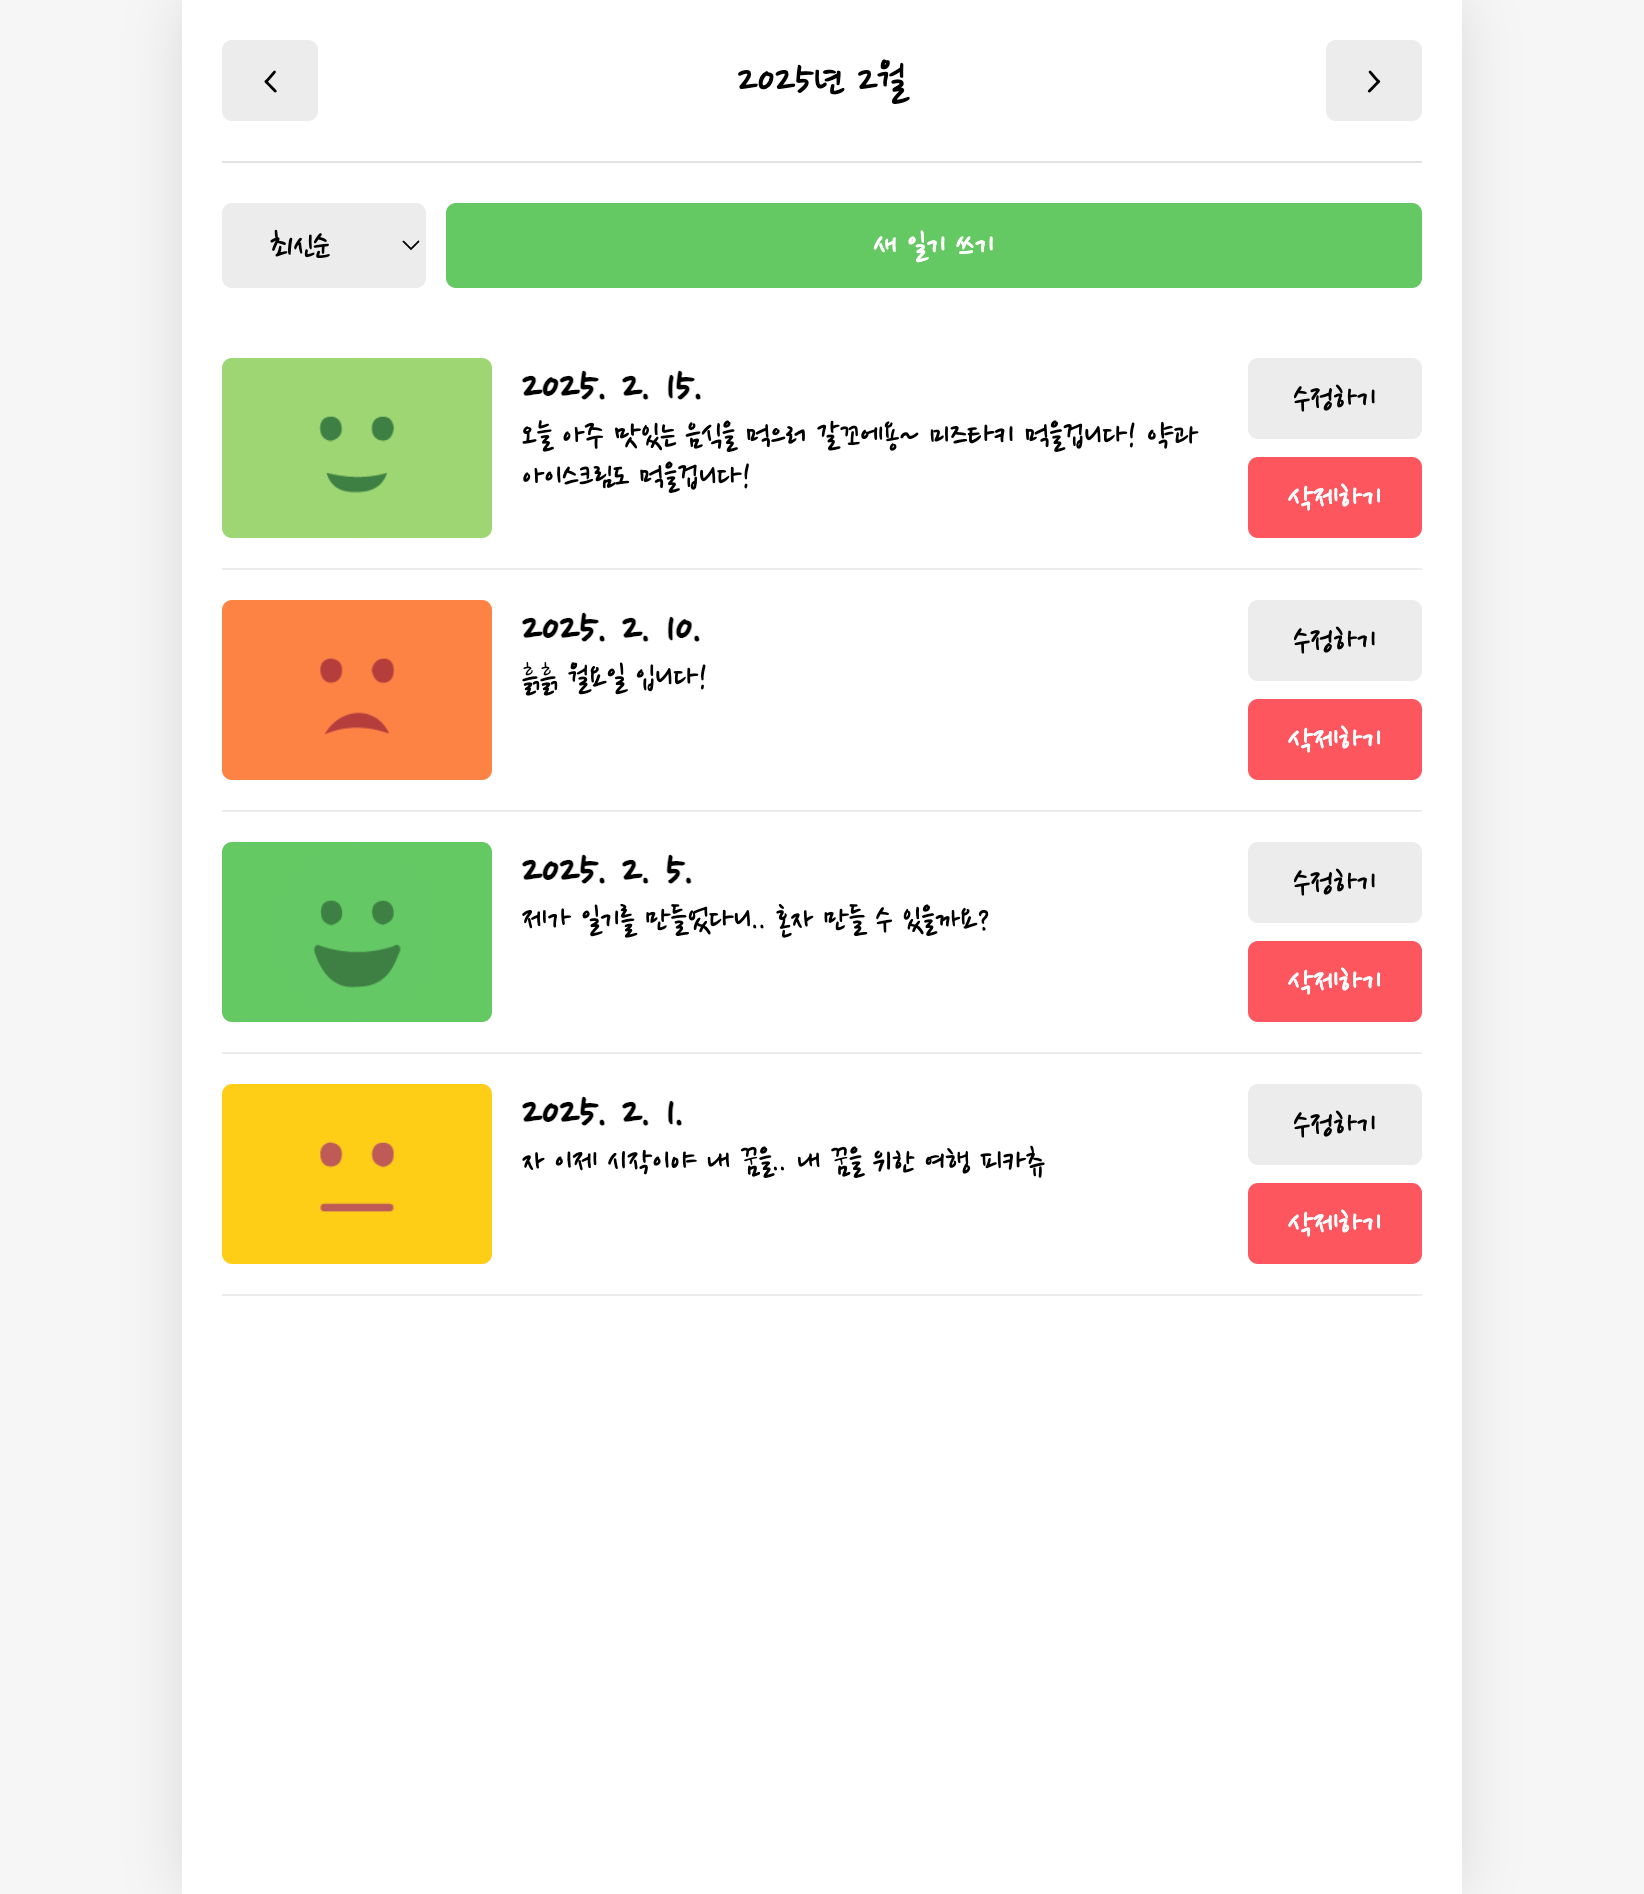 2025년 2월
최신순
새 일기 쓰기
2025. 2. 15.
오늘 아주 맛있는 음식을 먹으러 갈꼬에용~ 미즈타키 먹을겁니다! 약과
아이스크림도 먹을겁니다!
수정하기
삭제하기
2025. 2. 10.
흙흙 월요일 입니다!
수정하기
삭제하기
2025. 2. 5.
제가 일기를 만들었다니.. 혼자 만들 수 있을까요?
수정하기
삭제하기
2025. 2. 1.
자 이제 시작이야 내 꿈을.. 내 꿈을 위한 여행 피카츄
수정하기
삭제하기